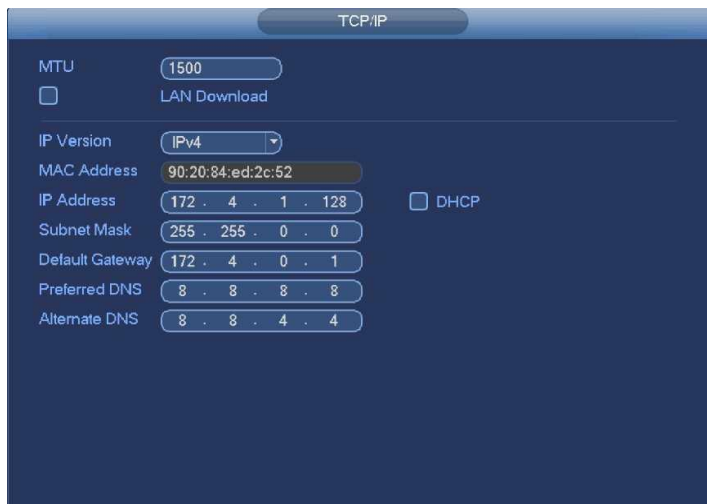 TCP/IP
MTU 1500
LAN Download
IP Version IPv4
MAC Address 90:20:84:ed:2c:52
IP Address 172 . 4 . 1 . 128 DHCP
Subnet Mask 255 . 255 . 0 . 0
Default Gateway 172 . 4 . 0 . 1
Preferred DNS 8 . 8 . 8 . 8
Alternate DNS 8 . 8 . 4 . 4